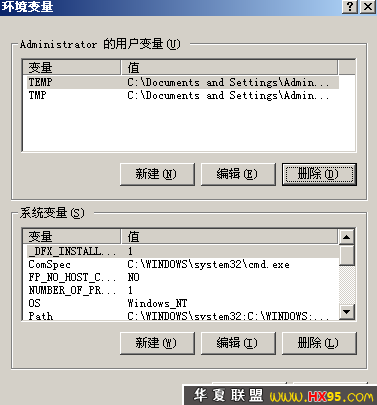 环境变量
Administrator 的用户变量(U)
变量 值
TEMP C:\Documents and Settings\Admin...
TMP C:\Documents and Settings\Admin...
新建(N) 编辑(E) 删除(D)
系统变量(S)
变量 值
_DFX_INSTALL... 1
ComSpec C:\WINDOWS\system32\cmd.exe
FP_NO_HOST_C... NO
NUMBER_OF_PR... 1
OS Windows_NT
Path C:\WINDOWS\system32;C:\WINDOWS;...
新建(W) 编辑(I) 删除(L)
华夏联盟 www.HX95.com